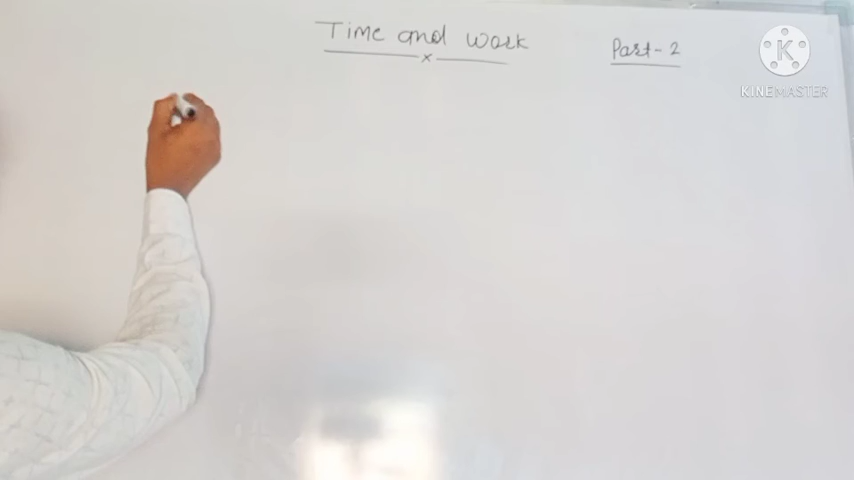 Time and work
x
Part-2
K
KINEMASTER